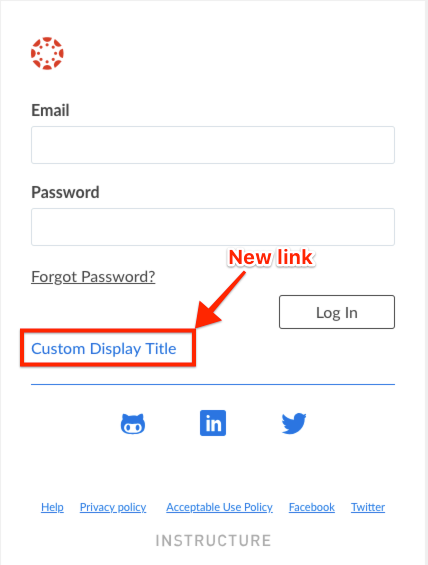 Email
Password
New link
Forgot Password?
Log In
Custom Display Title
in
Help Privacy policy Acceptable Use Policy Facebook Twitter
INSTRUCTURE